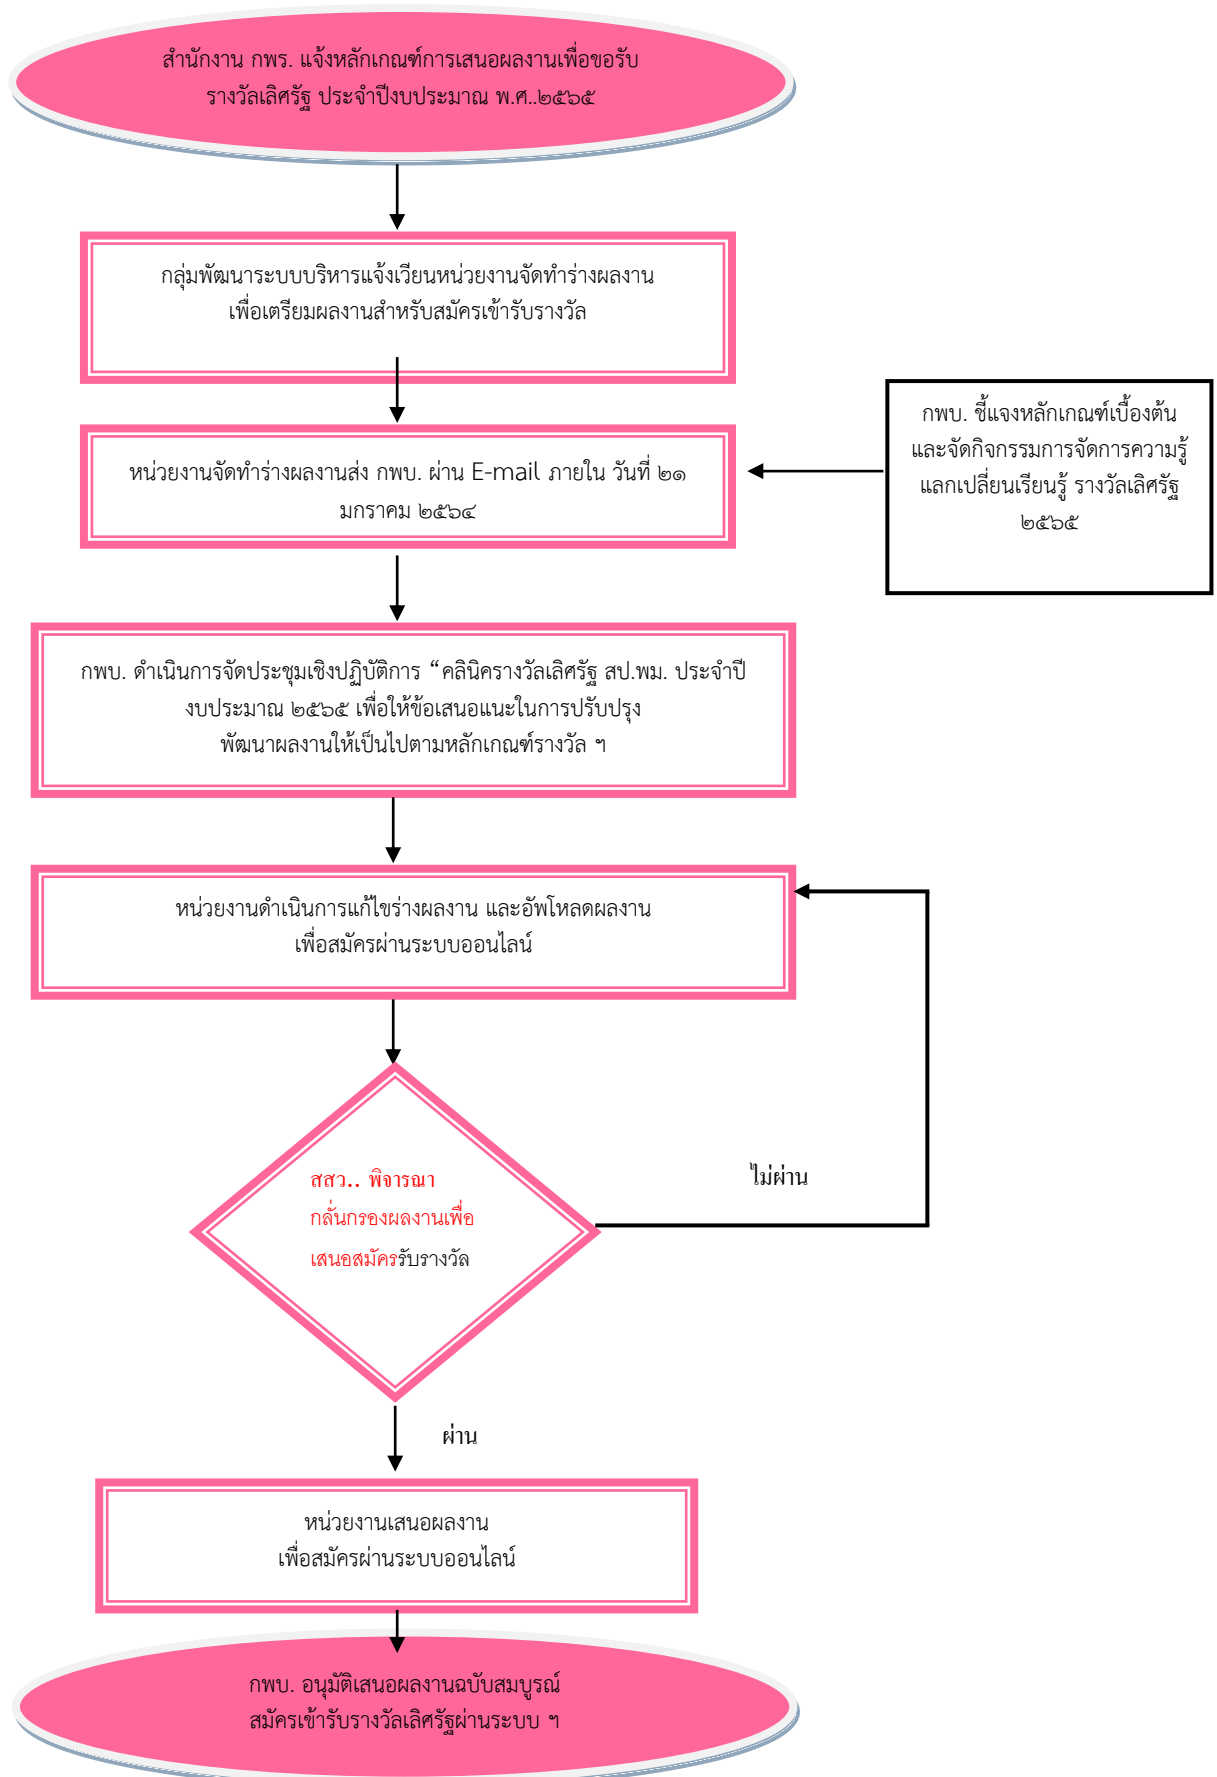 สำนักงาน กพร. แจ้งหลักเกณฑ์การเสนอผลงานเพื่อขอรับ
รางวัลเลิศรัฐ ประจำปีงบประมาณ พ.ศ..๒๕๖๕
กลุ่มพัฒนาระบบบริหารแจ้งเวียนหน่วยงานจัดทำร่างผลงาน
เพื่อเตรียมผลงานสำหรับสมัครเข้ารับรางวัล
กพบ. ชี้แจงหลักเกณฑ์เบื้องต้น
และจัดกิจกรรมการจัดการความรู้
แลกเปลี่ยนเรียนรู้ รางวัลเลิศรัฐ
๒๕๖๕
หน่วยงานจัดทำร่างผลงานส่ง กพบ. ผ่าน E-mail ภายใน วันที่ ๒๑
มกราคม ๒๕๖๔
กพบ. ดำเนินการจัดประชุมเชิงปฏิบัติการ “คลินิครางวัลเลิศรัฐ สป.พม. ประจำปี
งบประมาณ ๒๕๖๕ เพื่อให้ข้อเสนอแนะในการปรับปรุง
พัฒนาผลงานให้เป็นไปตามหลักเกณฑ์รางวัล ฯ
หน่วยงานดำเนินการแก้ไขร่างผลงาน และอัพโหลดผลงาน
เพื่อสมัครผ่านระบบออนไลน์
สสว.. พิจารณา
กลั่นกรองผลงานเพื่อ
เสนอสมัครรับรางวัล
ไม่ผ่าน
ผ่าน
หน่วยงานเสนอผลงาน
เพื่อสมัครผ่านระบบออนไลน์
กพบ. อนุมัติเสนอผลงานฉบับสมบูรณ์
สมัครเข้ารับรางวัลเลิศรัฐผ่านระบบ ฯ